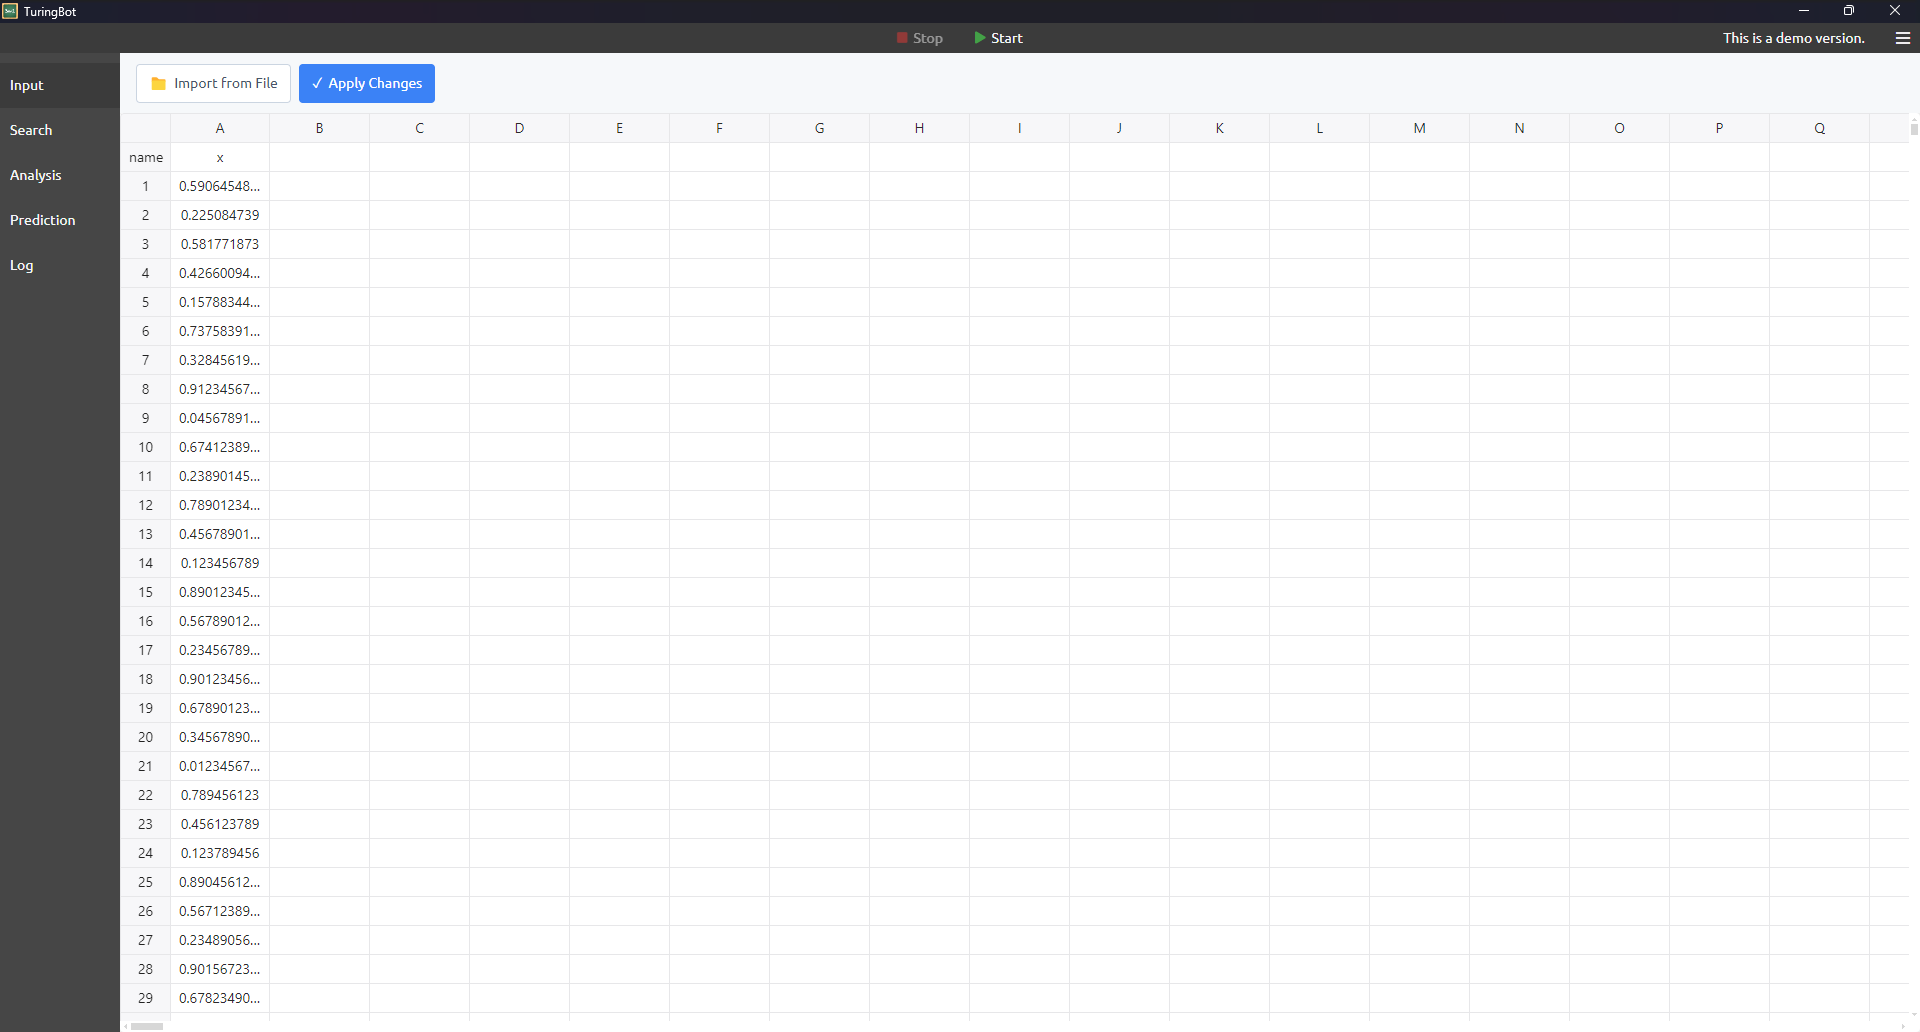 TuringBot
Stop Start This is a demo version.
Input
Search
Analysis
Prediction
Log
Import from File ✓ Apply Changes
A B C D E F G H I J K L M N O P Q
name x
1 0.59064548...
2 0.225084739
3 0.581771873
4 0.42660094...
5 0.15788344...
6 0.73758391...
7 0.32845619...
8 0.91234567...
9 0.04567891...
10 0.67412389...
11 0.23890145...
12 0.78901234...
13 0.45678901...
14 0.123456789
15 0.89012345...
16 0.56789012...
17 0.23456789...
18 0.90123456...
19 0.67890123...
20 0.34567890...
21 0.01234567...
22 0.789456123
23 0.456123789
24 0.123789456
25 0.89045612...
26 0.56712389...
27 0.23489056...
28 0.90156723...
29 0.67823490...